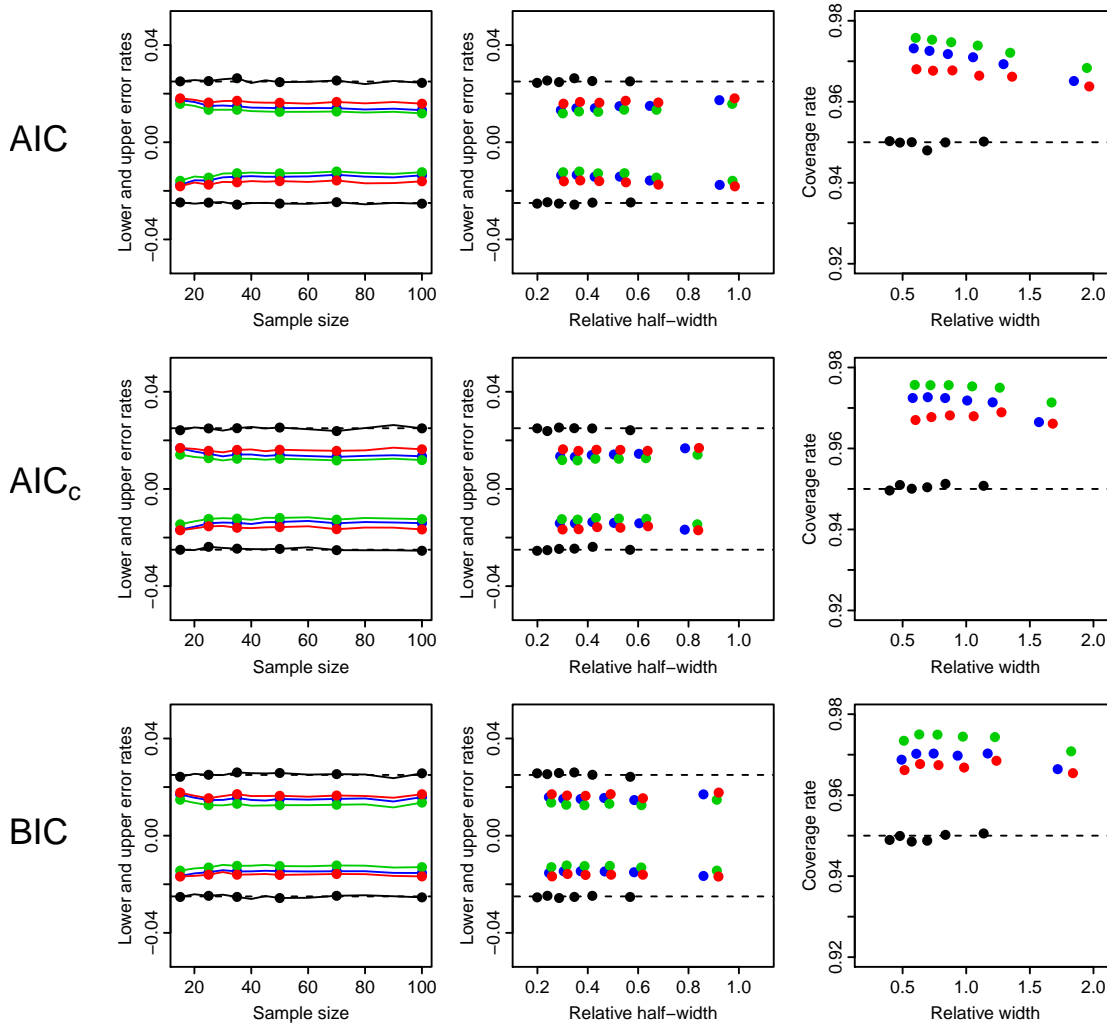 AIC
Lower and upper error rates
0.04
0.00
−0.04
20 40 60 80 100
Sample size
Lower and upper error rates
0.04
0.00
−0.04
0.2 0.4 0.6 0.8 1.0
Relative half−width
Coverage rate
0.98
0.96
0.94
0.92
0.5 1.0 1.5 2.0
Relative width
AICc
Lower and upper error rates
0.04
0.00
−0.04
20 40 60 80 100
Sample size
Lower and upper error rates
0.04
0.00
−0.04
0.2 0.4 0.6 0.8 1.0
Relative half−width
Coverage rate
0.98
0.96
0.94
0.92
0.5 1.0 1.5 2.0
Relative width
BIC
Lower and upper error rates
0.04
0.00
−0.04
20 40 60 80 100
Sample size
Lower and upper error rates
0.04
0.00
−0.04
0.2 0.4 0.6 0.8 1.0
Relative half−width
Coverage rate
0.98
0.96
0.94
0.92
0.5 1.0 1.5 2.0
Relative width